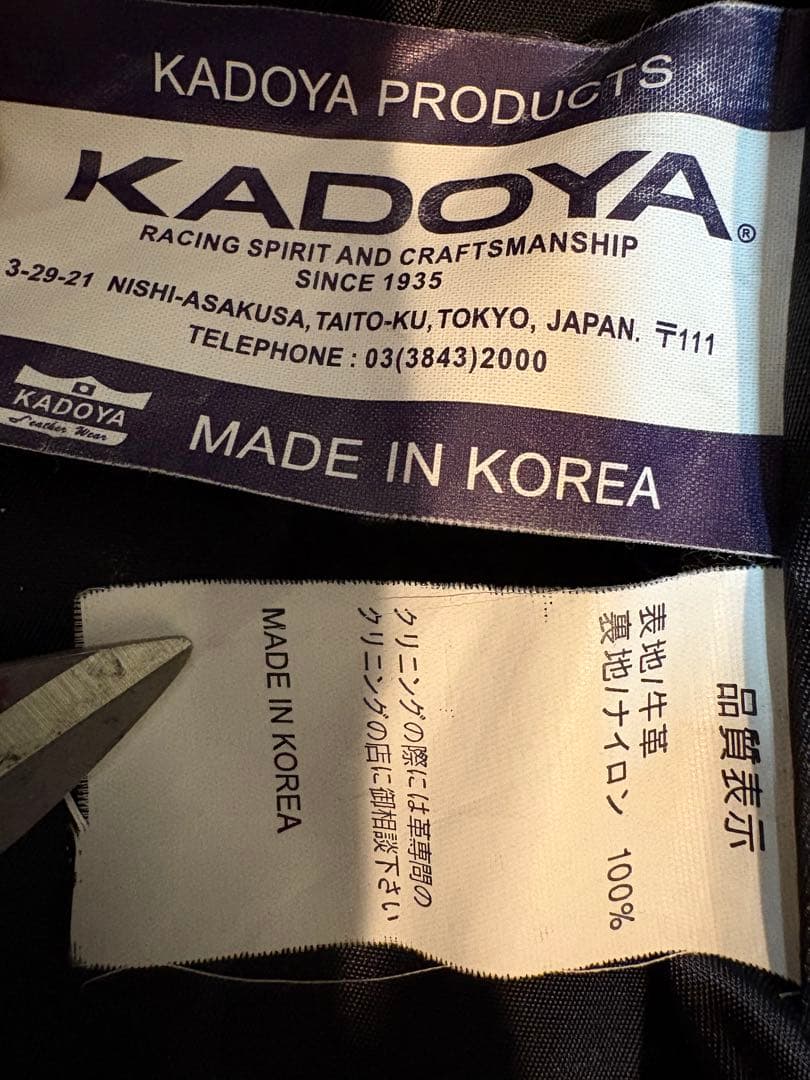 KADOYA PRODUCTS
KADOYA®
RACING SPIRIT AND CRAFTSMANSHIP
SINCE 1935
3-29-21 NISHI-ASAKUSA, TAITO-KU, TOKYO, JAPAN. 〒111
TELEPHONE : 03(3843)2000
KADOYA
Leather Wear
MADE IN KOREA
品質表示
表地/牛革
裏地/ナイロン 100%
クリニングの際には革専門の
クリニングの店に御相談下さい
MADE IN KOREA